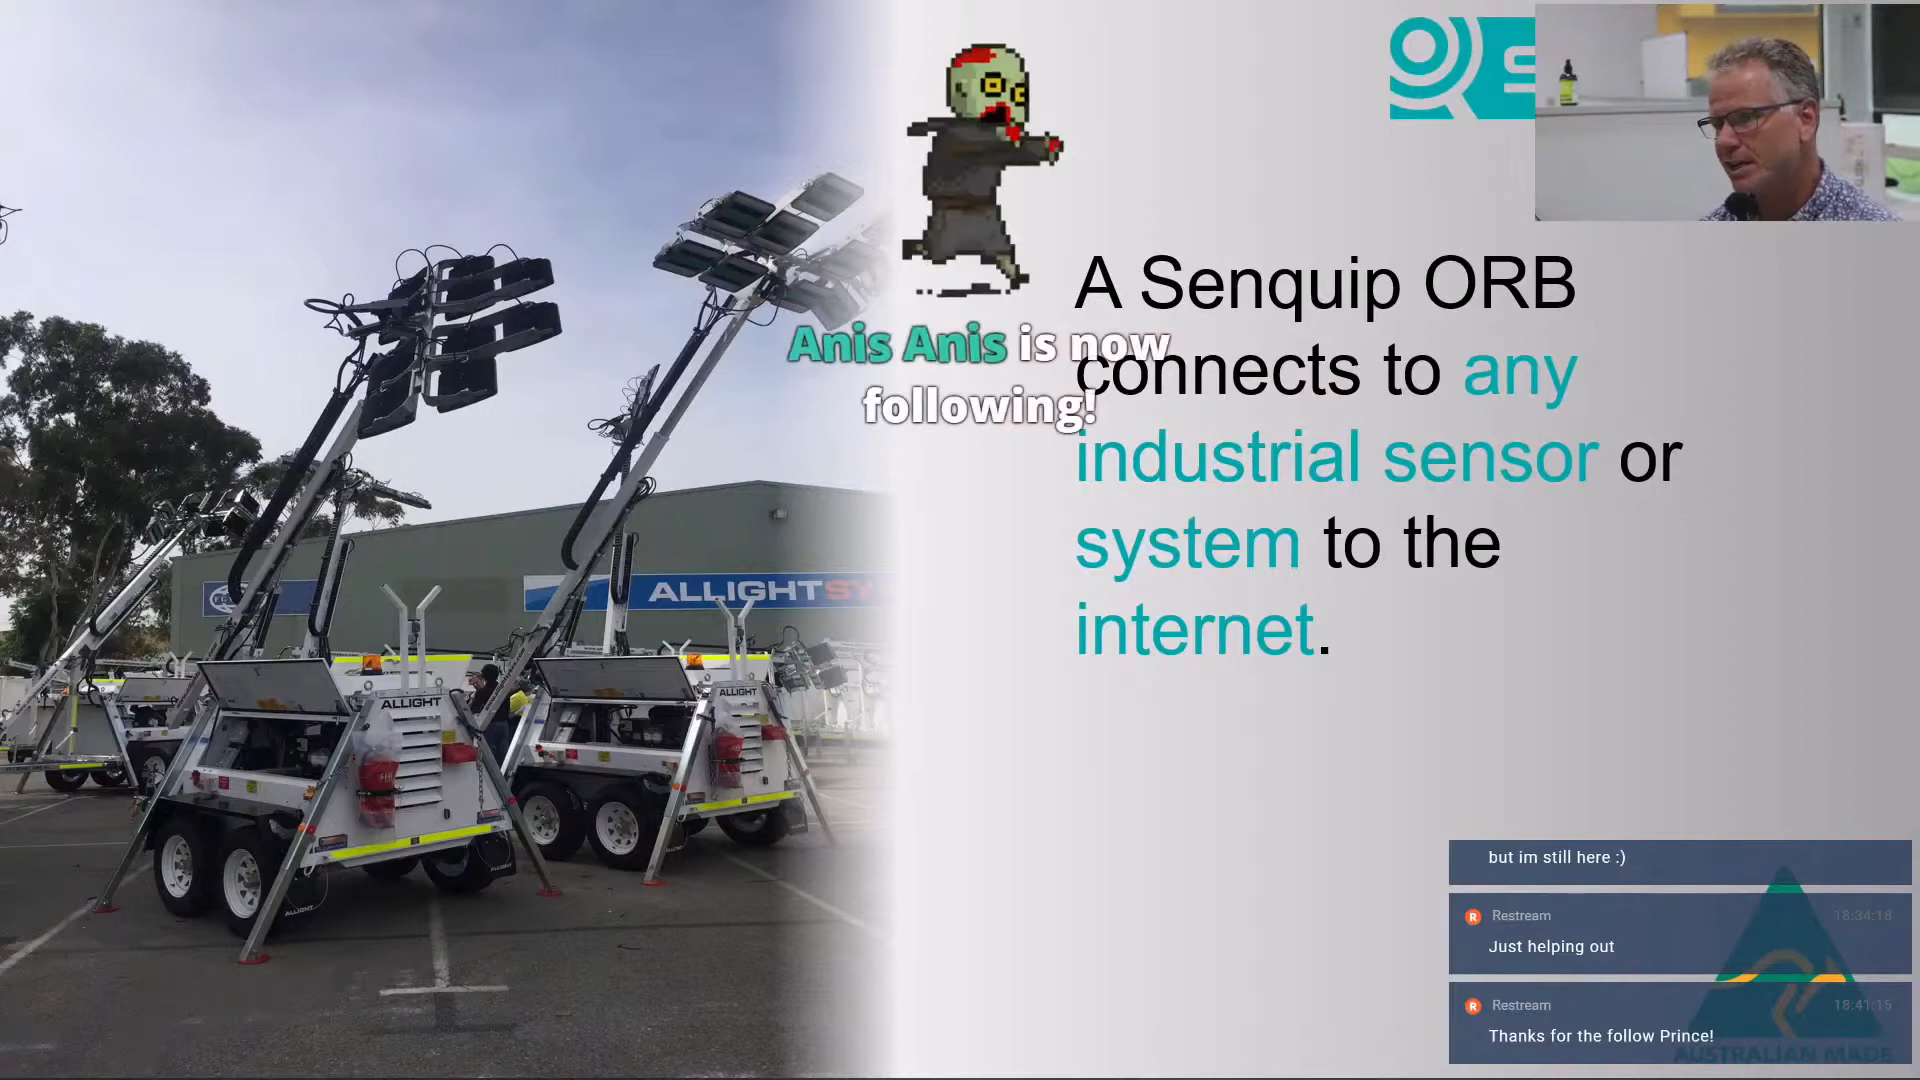 A Senquip ORB
connects to any
industrial sensor or
system to the
internet.
Anis Anis is now
following!
ALLIGHTSY
ALLIGHT
ALLIGHT
ALLIGHT
but im still here :)
Restream 18:34:18
Just helping out
Restream 18:41:15
Thanks for the follow Prince!
AUSTRALIAN MADE